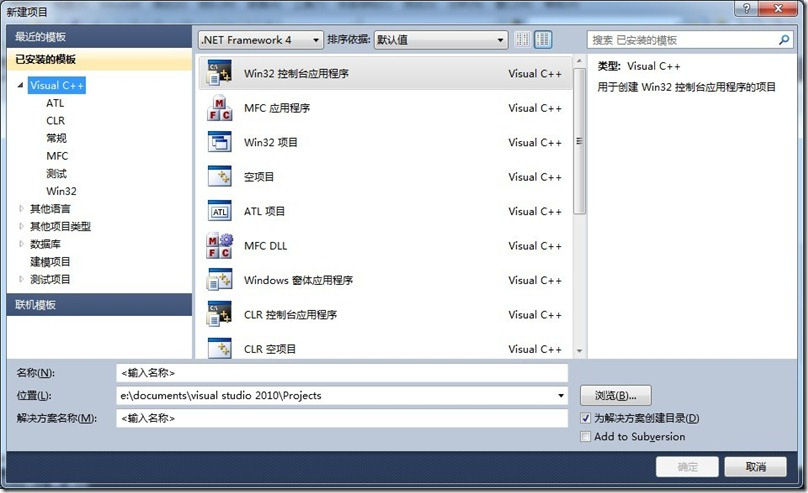 新建项目
最近的模板
已安装的模板
Visual C++
ATL
CLR
常规
MFC
测试
Win32
其他语言
其他项目类型
数据库
建模项目
测试项目
联机模板
.NET Framework 4 排序依据: 默认值
Win32 控制台应用程序 Visual C++
MFC 应用程序 Visual C++
Win32 项目 Visual C++
空项目 Visual C++
ATL 项目 Visual C++
MFC DLL Visual C++
Windows 窗体应用程序 Visual C++
CLR 控制台应用程序 Visual C++
CLR 空项目 Visual C++
搜索 已安装的模板
类型: Visual C++
用于创建 Win32 控制台应用程序的项目
名称(N): <输入名称>
位置(L): e:\documents\visual studio 2010\Projects 浏览(B)...
解决方案名称(M): <输入名称> 为解决方案创建目录(D)
Add to Subversion
确定 取消